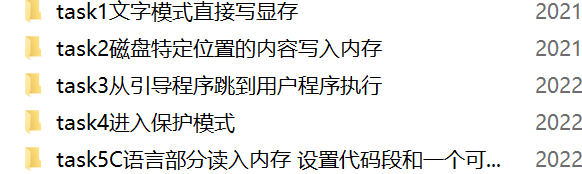 task1文字模式直接写显存 2021
task2磁盘特定位置的内容写入内存 2021
task3从引导程序跳到用户程序执行 2022
task4进入保护模式 2022
task5C语言部分读入内存 设置代码段和一个可... 2022